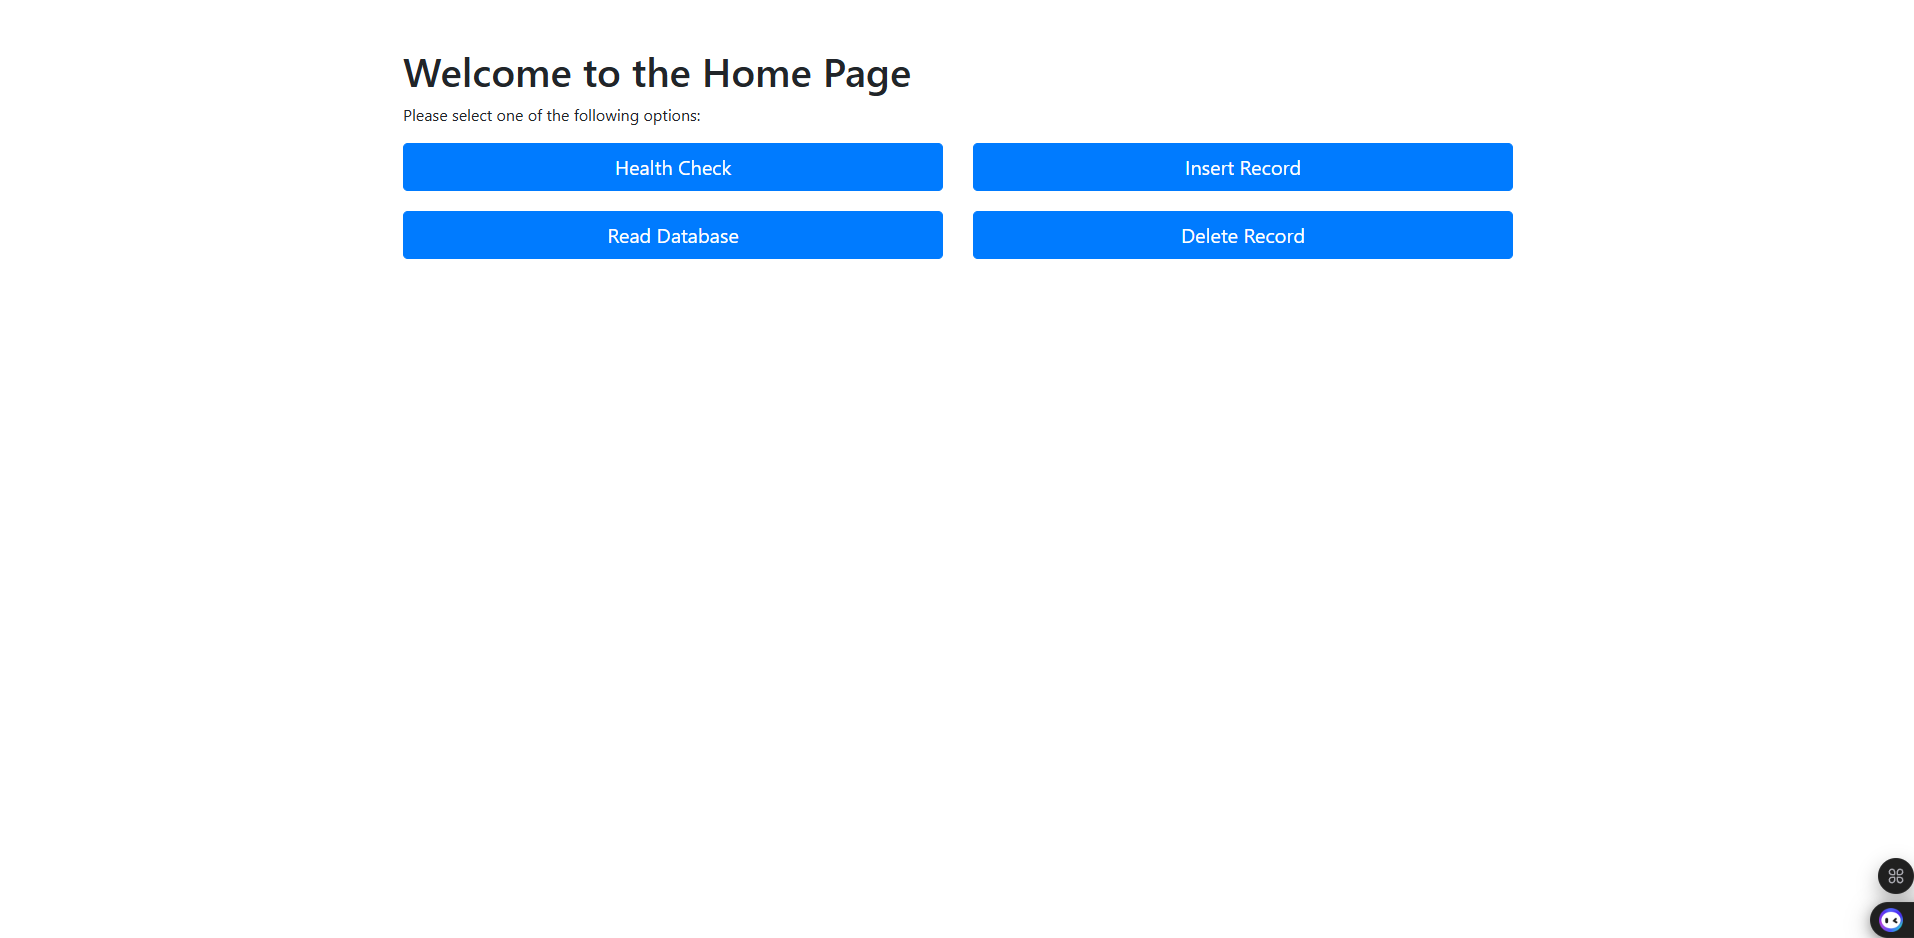 Welcome to the Home Page
Please select one of the following options:
Health Check
Insert Record
Read Database
Delete Record